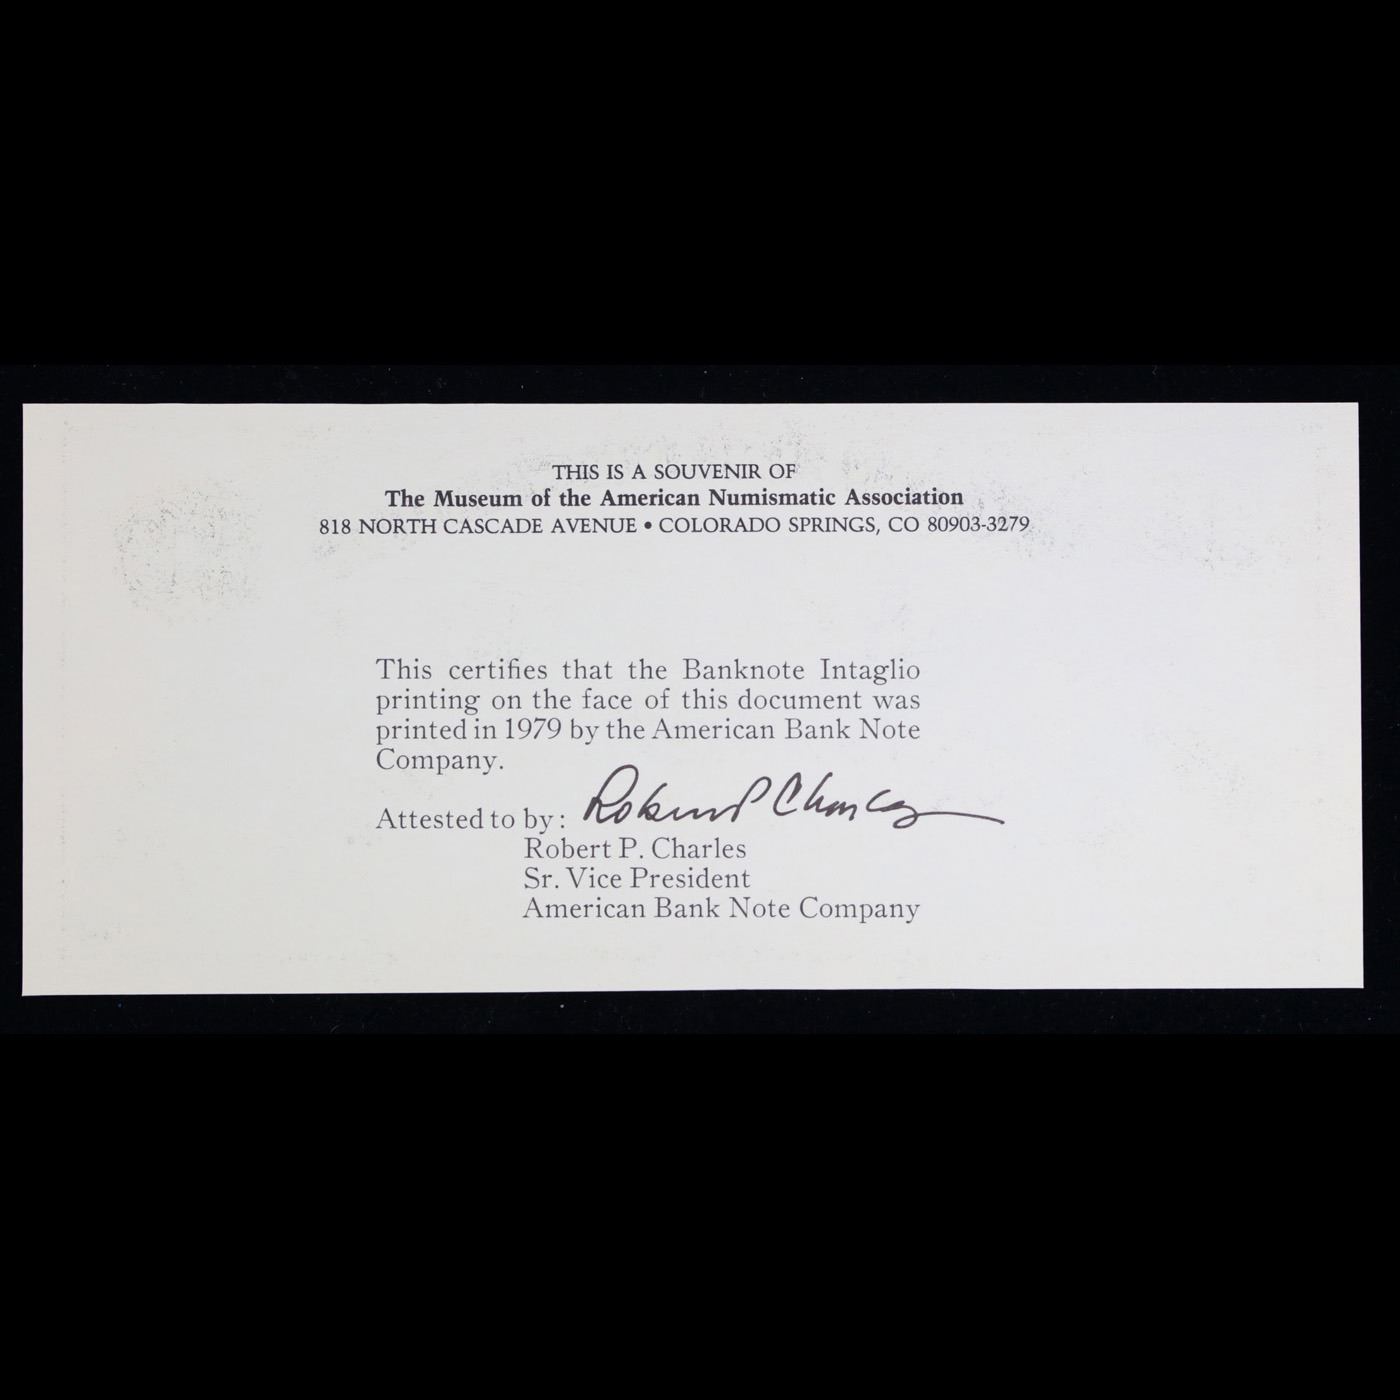 THIS IS A SOUVENIR OF
The Museum of the American Numismatic Association
818 NORTH CASCADE AVENUE • COLORADO SPRINGS, CO 80903-3279
This certifies that the Banknote Intaglio
printing on the face of this document was
printed in 1979 by the American Bank Note
Company.
Attested to by: Robert P Charles
Robert P. Charles
Sr. Vice President
American Bank Note Company